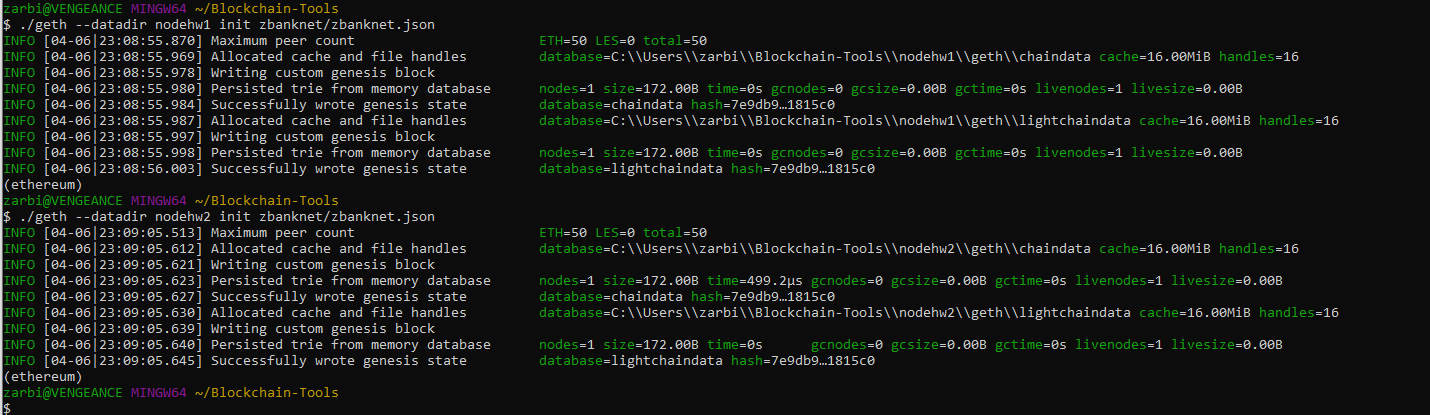 zarbi@VENGEANCE MINGW64 ~/Blockchain-Tools
$ ./geth --datadir nodehw1 init zbanknet/zbanknet.json
INFO [04-06|23:08:55.870] Maximum peer count ETH=50 LES=0 total=50
INFO [04-06|23:08:55.969] Allocated cache and file handles database=C:\\Users\\zarbi\\Blockchain-Tools\\nodehw1\\geth\\chaindata cache=16.00MiB handles=16
INFO [04-06|23:08:55.978] Writing custom genesis block
INFO [04-06|23:08:55.980] Persisted trie from memory database nodes=1 size=172.00B time=0s gcnodes=0 gcsize=0.00B gctime=0s livenodes=1 livesize=0.00B
INFO [04-06|23:08:55.984] Successfully wrote genesis state database=chaindata hash=7e9db9…1815c0
INFO [04-06|23:08:55.987] Allocated cache and file handles database=C:\\Users\\zarbi\\Blockchain-Tools\\nodehw1\\geth\\lightchaindata cache=16.00MiB handles=16
INFO [04-06|23:08:55.997] Writing custom genesis block
INFO [04-06|23:08:55.998] Persisted trie from memory database nodes=1 size=172.00B time=0s gcnodes=0 gcsize=0.00B gctime=0s livenodes=1 livesize=0.00B
INFO [04-06|23:08:56.003] Successfully wrote genesis state database=lightchaindata hash=7e9db9…1815c0
(ethereum)
zarbi@VENGEANCE MINGW64 ~/Blockchain-Tools
$ ./geth --datadir nodehw2 init zbanknet/zbanknet.json
INFO [04-06|23:09:05.513] Maximum peer count ETH=50 LES=0 total=50
INFO [04-06|23:09:05.612] Allocated cache and file handles database=C:\\Users\\zarbi\\Blockchain-Tools\\nodehw2\\geth\\chaindata cache=16.00MiB handles=16
INFO [04-06|23:09:05.621] Writing custom genesis block
INFO [04-06|23:09:05.623] Persisted trie from memory database nodes=1 size=172.00B time=499.2µs gcnodes=0 gcsize=0.00B gctime=0s livenodes=1 livesize=0.00B
INFO [04-06|23:09:05.627] Successfully wrote genesis state database=chaindata hash=7e9db9…1815c0
INFO [04-06|23:09:05.630] Allocated cache and file handles database=C:\\Users\\zarbi\\Blockchain-Tools\\nodehw2\\geth\\lightchaindata cache=16.00MiB handles=16
INFO [04-06|23:09:05.639] Writing custom genesis block
INFO [04-06|23:09:05.640] Persisted trie from memory database nodes=1 size=172.00B time=0s gcnodes=0 gcsize=0.00B gctime=0s livenodes=1 livesize=0.00B
INFO [04-06|23:09:05.645] Successfully wrote genesis state database=lightchaindata hash=7e9db9…1815c0
(ethereum)
zarbi@VENGEANCE MINGW64 ~/Blockchain-Tools
$